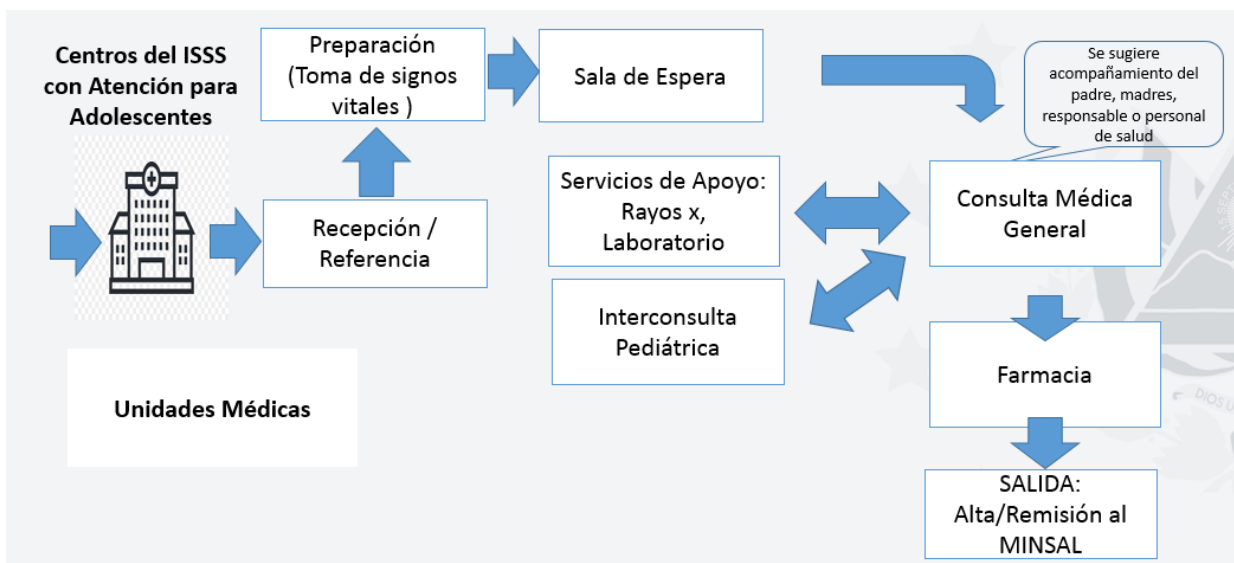 Centros del ISSS
con Atención para
Adolescentes
Preparación
(Toma de signos
vitales )
Sala de Espera
Se sugiere
acompañamiento del
padre, madres,
responsable o personal
de salud
Recepción /
Referencia
Servicios de Apoyo:
Rayos x,
Laboratorio
Consulta Médica
General
Interconsulta
Pediátrica
Unidades Médicas
Farmacia
DIOS U
SALIDA:
Alta/Remisión al
MINSAL